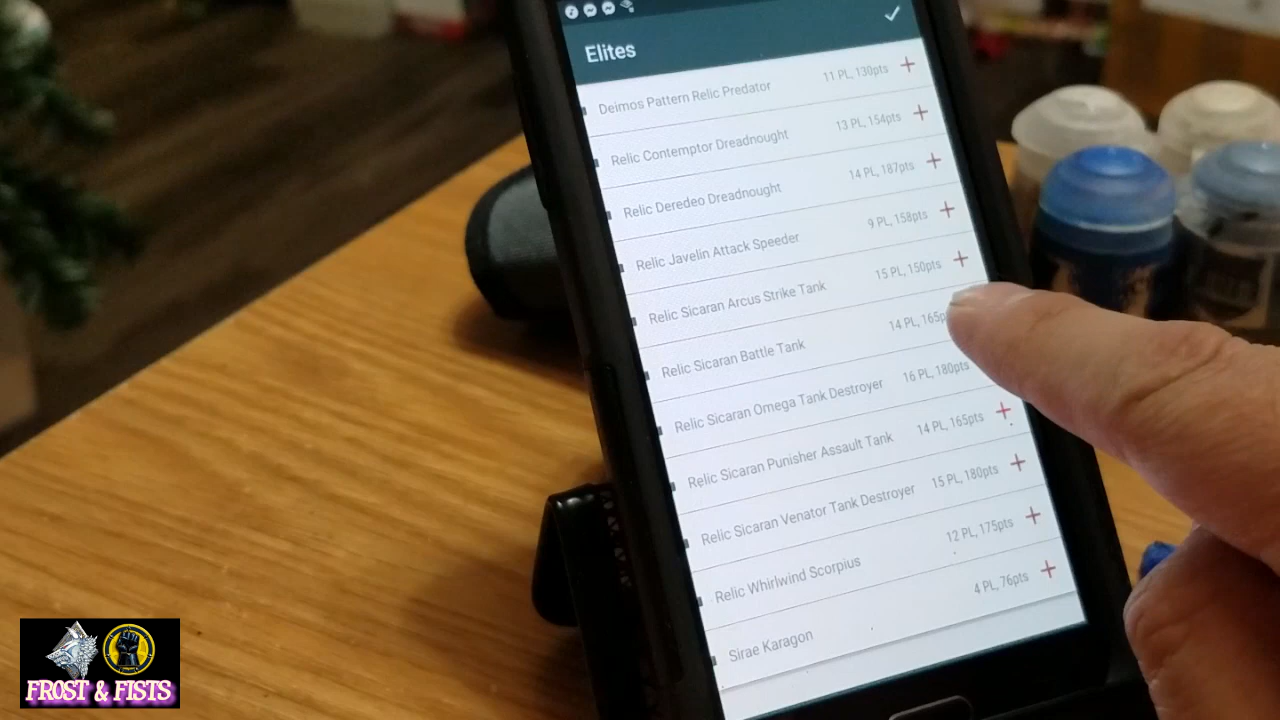 Elites
Deimos Pattern Relic Predator 11 PL, 130pts
Relic Contemptor Dreadnought 13 PL, 154pts
Relic Deredeo Dreadnought 14 PL, 187pts
Relic Javelin Attack Speeder 9 PL, 158pts
Relic Sicaran Arcus Strike Tank 15 PL, 150pts
Relic Sicaran Battle Tank 14 PL, 165p
Relic Sicaran Omega Tank Destroyer 16 PL, 180pts
Relic Sicaran Punisher Assault Tank 14 PL, 165pts
Relic Sicaran Venator Tank Destroyer 15 PL, 180pts
Relic Whirlwind Scorpius 12 PL, 175pts
Sirae Karagon 4 PL, 76pts
FROST & FISTS